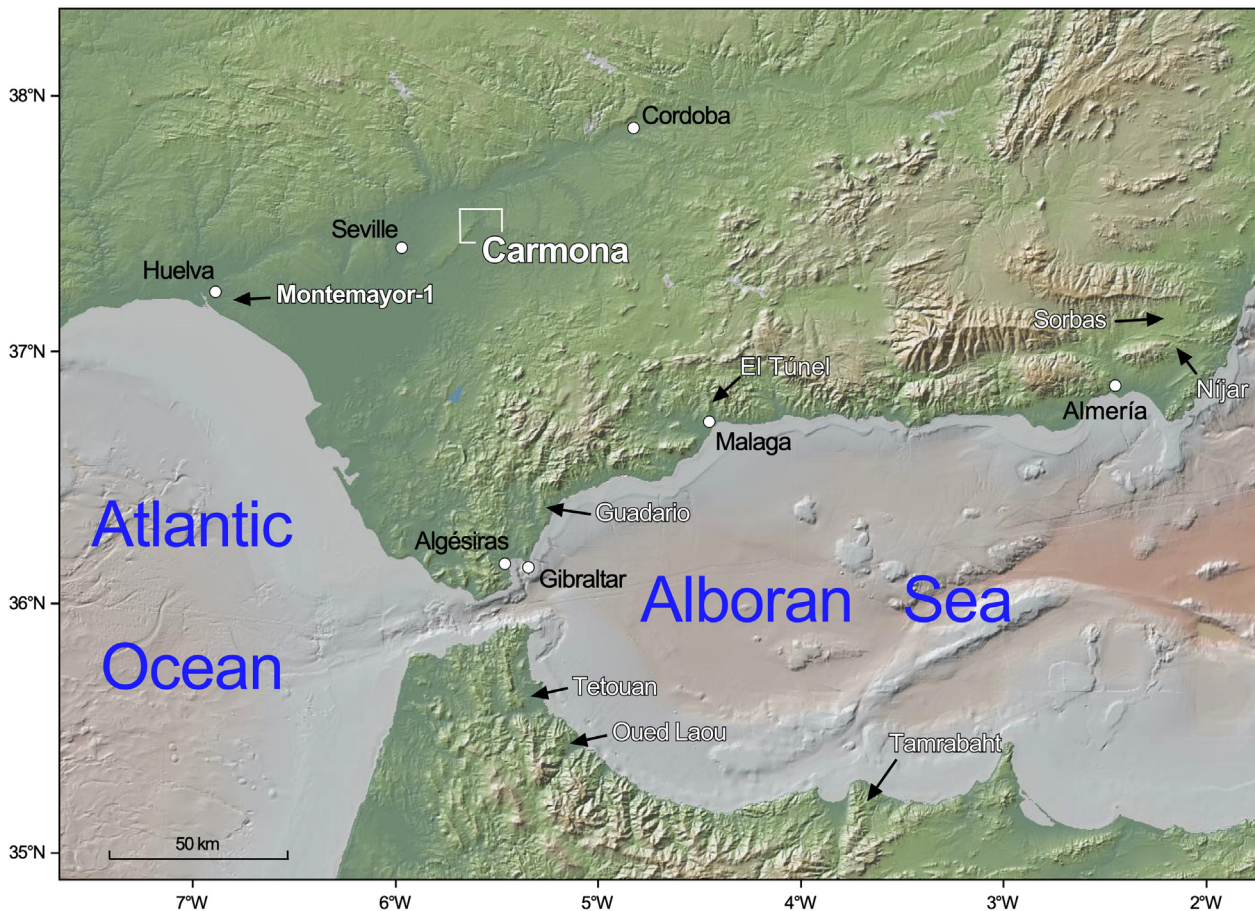 38°N
Cordoba
Seville
Carmona
Huelva
Montemayor-1
Sorbas
37°N
El Túnel
Níjar
Almería
Malaga
Atlantic
Guadario
Algésiras
Gibraltar
36°N
Alboran Sea
Ocean
Tetouan
Oued Laou
Tamrabaht
50 km
35°N
7°W
6°W
5°W
4°W
3°W
2°W